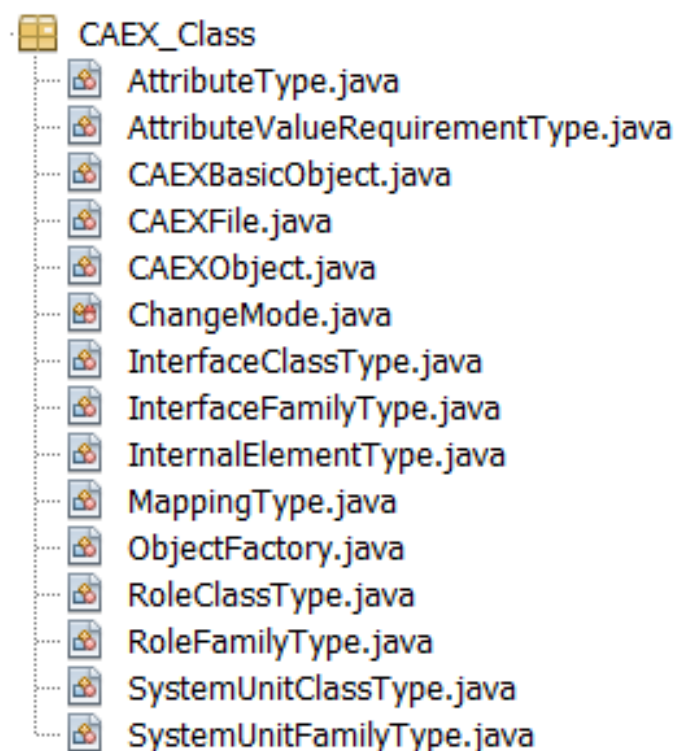 CAEX_Class
AttributeType.java
AttributeValueRequirementType.java
CAEXBasicObject.java
CAEXFile.java
CAEXObject.java
ChangeMode.java
InterfaceClassType.java
InterfaceFamilyType.java
InternalElementType.java
MappingType.java
ObjectFactory.java
RoleClassType.java
RoleFamilyType.java
SystemUnitClassType.java
SystemUnitFamilyType.java